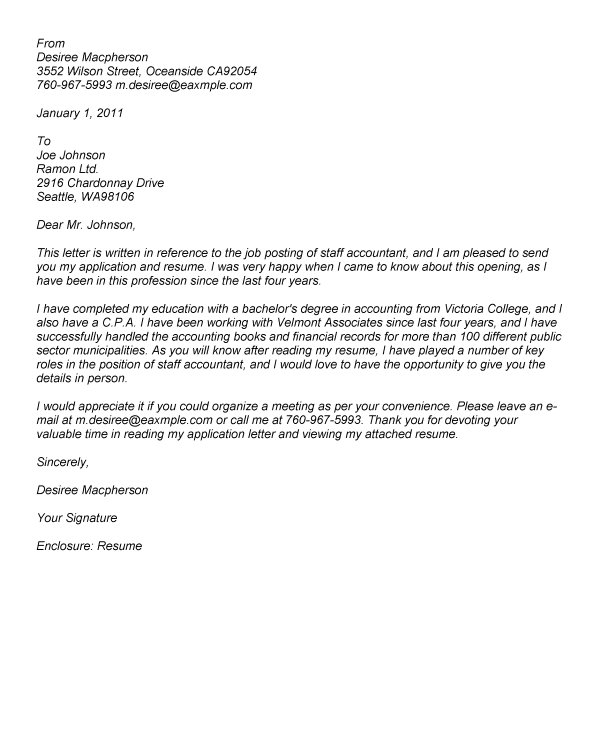 From
Desiree Macpherson
3552 Wilson Street, Oceanside CA92054
760-967-5993 m.desiree@eaxmple.com
January 1, 2011
To
Joe Johnson
Ramon Ltd.
2916 Chardonnay Drive
Seattle, WA98106
Dear Mr. Johnson,
This letter is written in reference to the job posting of staff accountant, and I am pleased to send
you my application and resume. I was very happy when I came to know about this opening, as I
have been in this profession since the last four years.
I have completed my education with a bachelor's degree in accounting from Victoria College, and I
also have a C.P.A. I have been working with Velmont Associates since last four years, and I have
successfully handled the accounting books and financial records for more than 100 different public
sector municipalities. As you will know after reading my resume, I have played a number of key
roles in the position of staff accountant, and I would love to have the opportunity to give you the
details in person.
I would appreciate it if you could organize a meeting as per your convenience. Please leave an e-
mail at m.desiree@eaxmple.com or call me at 760-967-5993. Thank you for devoting your
valuable time in reading my application letter and viewing my attached resume.
Sincerely,
Desiree Macpherson
Your Signature
Enclosure: Resume